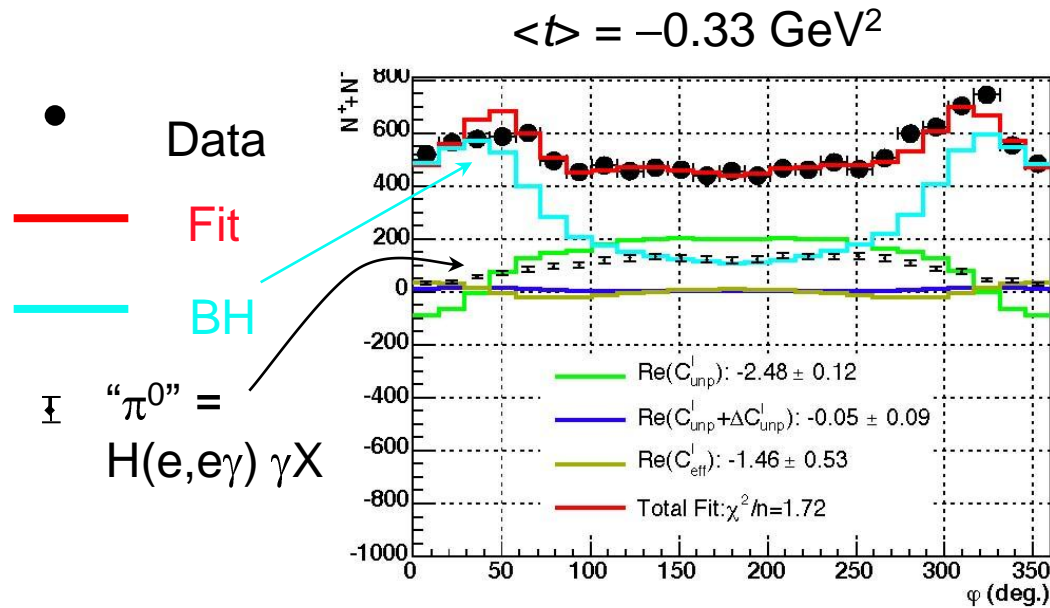 <t> = −0.33 GeV²
Data
Fit
BH
“π⁰” =
H(e,eγ) γX
N⁺+N⁻
800
600
400
200
0
-200
-400
-600
-800
-1000
Re(C^I_unp): -2.48 ± 0.12
Re(C^I_unp+ΔC^I_unp): -0.05 ± 0.09
Re(C^I_eff): -1.46 ± 0.53
Total Fit:χ²/n=1.72
0 50 100 150 200 250 300 350
φ (deg.)